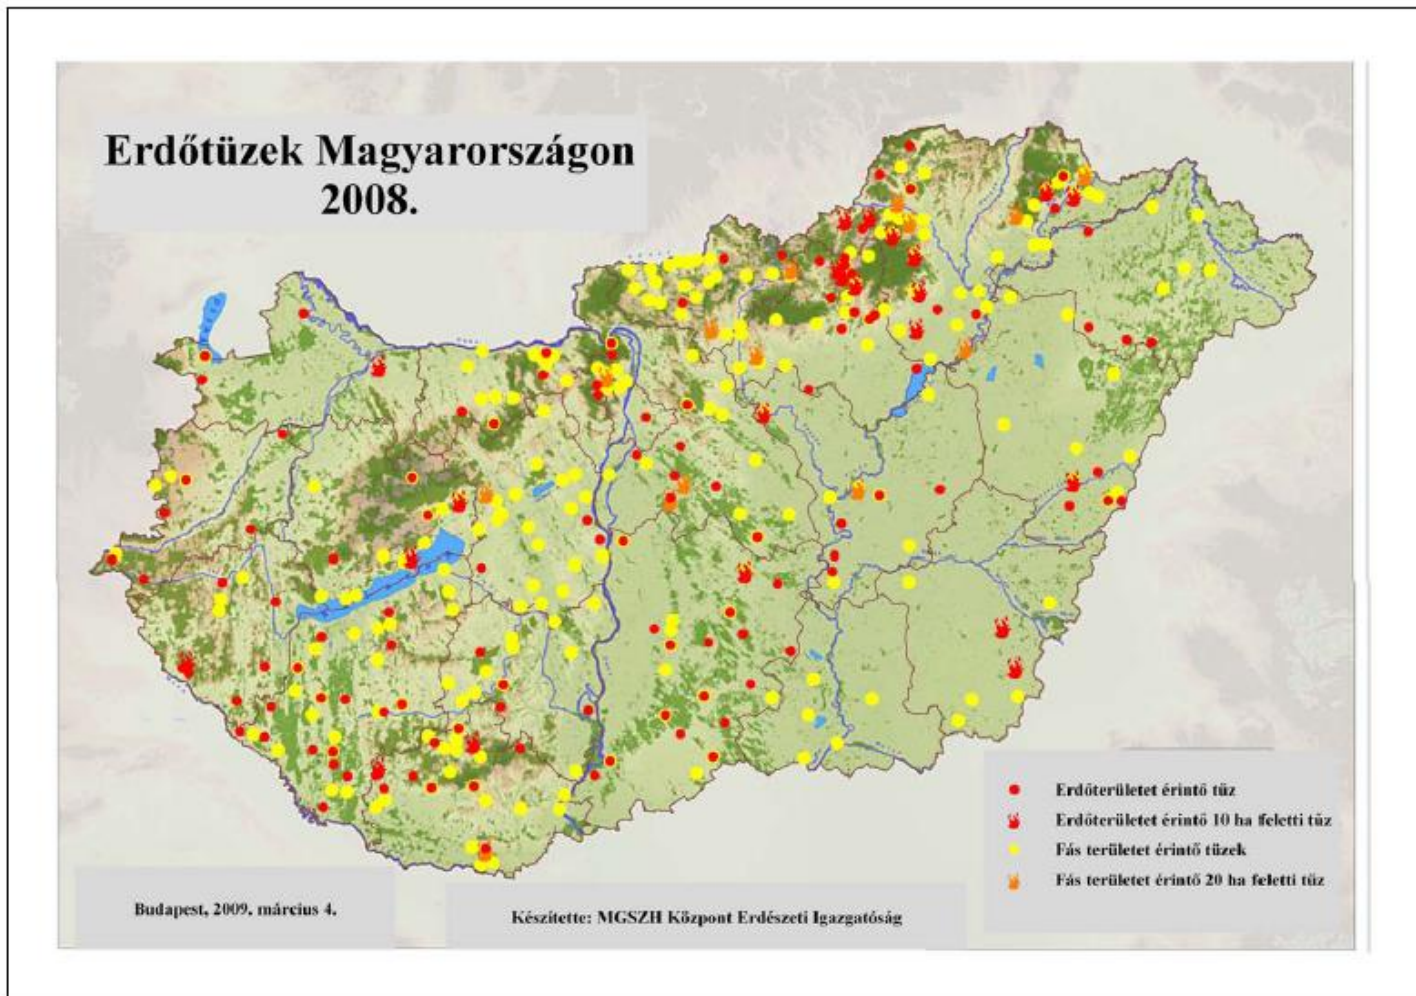 Erdőtüzek Magyarországon
2008.
Erdőterületet érintő tűz
Erdőterületet érintő 10 ha feletti tűz
Fás területet érintő tüzek
Fás területet érintő 20 ha feletti tűz
Budapest, 2009. március 4.
Készítette: MGSZH Központ Erdészeti Igazgatóság